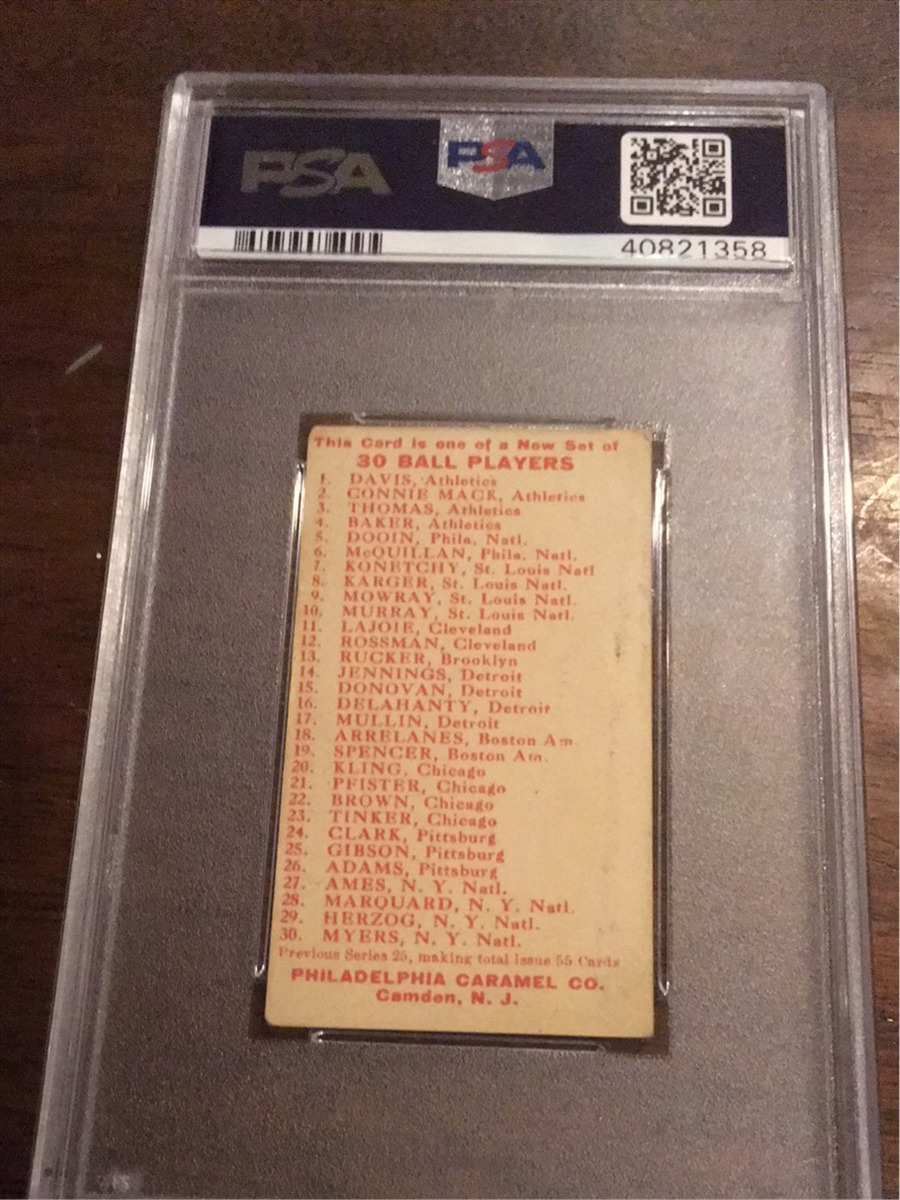 PSA
PSA
40821358
This Card is one of a New Set of
30 BALL PLAYERS
1. DAVIS, Athletics
2. CONNIE MACK, Athletics
3. THOMAS, Athletics
4. BAKER, Athletics
5. DOOIN, Phila. Natl.
6. McQUILLAN, Phila. Natl.
7. KONETCHY, St. Louis Natl
8. KARGER, St. Louis Natl.
9. MOWRAY, St. Louis Natl.
10. MURRAY, St. Louis Natl.
11. LAJOIE, Cleveland
12. ROSSMAN, Cleveland
13. RUCKER, Brooklyn
14. JENNINGS, Detroit
15. DONOVAN, Detroit
16. DELAHANTY, Detroit
17. MULLIN, Detroit
18. ARRELANES, Boston Am
19. SPENCER, Boston Am.
20. KLING, Chicago
21. PFISTER, Chicago
22. BROWN, Chicago
23. TINKER, Chicago
24. CLARK, Pittsburg
25. GIBSON, Pittsburg
26. ADAMS, Pittsburg
27. AMES, N. Y. Natl.
28. MARQUARD, N. Y. Natl.
29. HERZOG, N. Y. Natl.
30. MYERS, N. Y. Natl.
Previous Series 25, making total issue 55 Cards
PHILADELPHIA CARAMEL CO.
Camden, N. J.